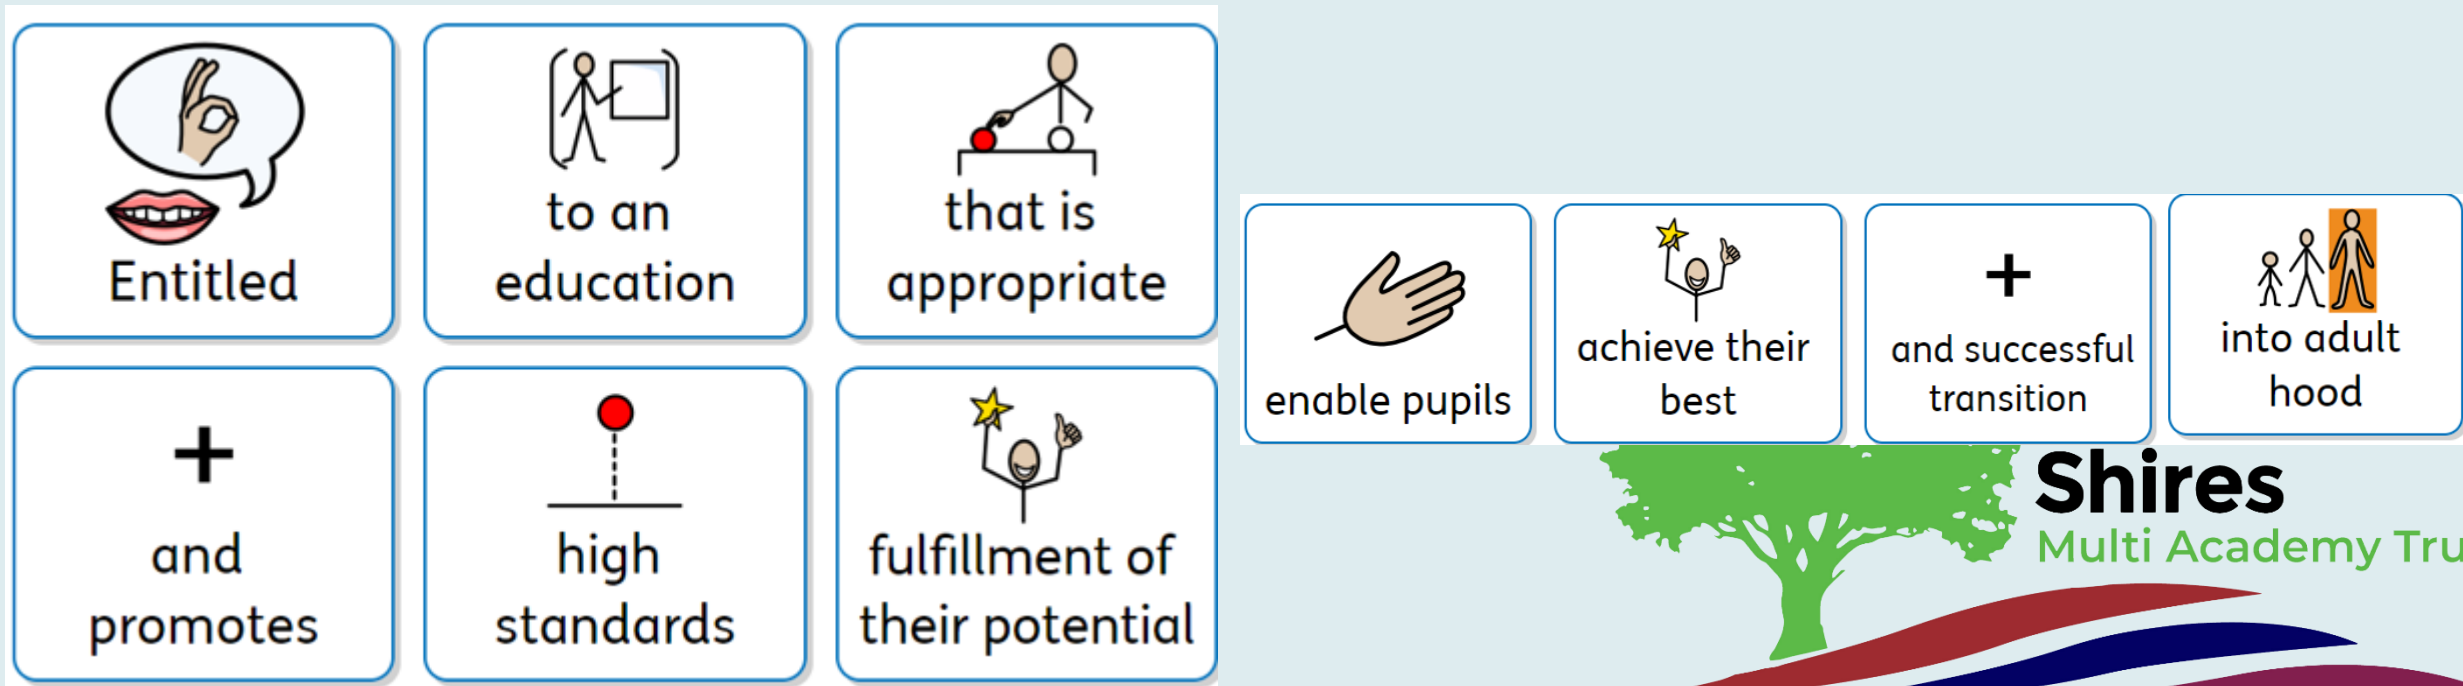 Entitled
to an
education
that is
appropriate
and
promotes
high
standards
fulfillment of
their potential
enable pupils
achieve their
best
and successful
transition
into adult
hood
Shires
Multi Academy Tru